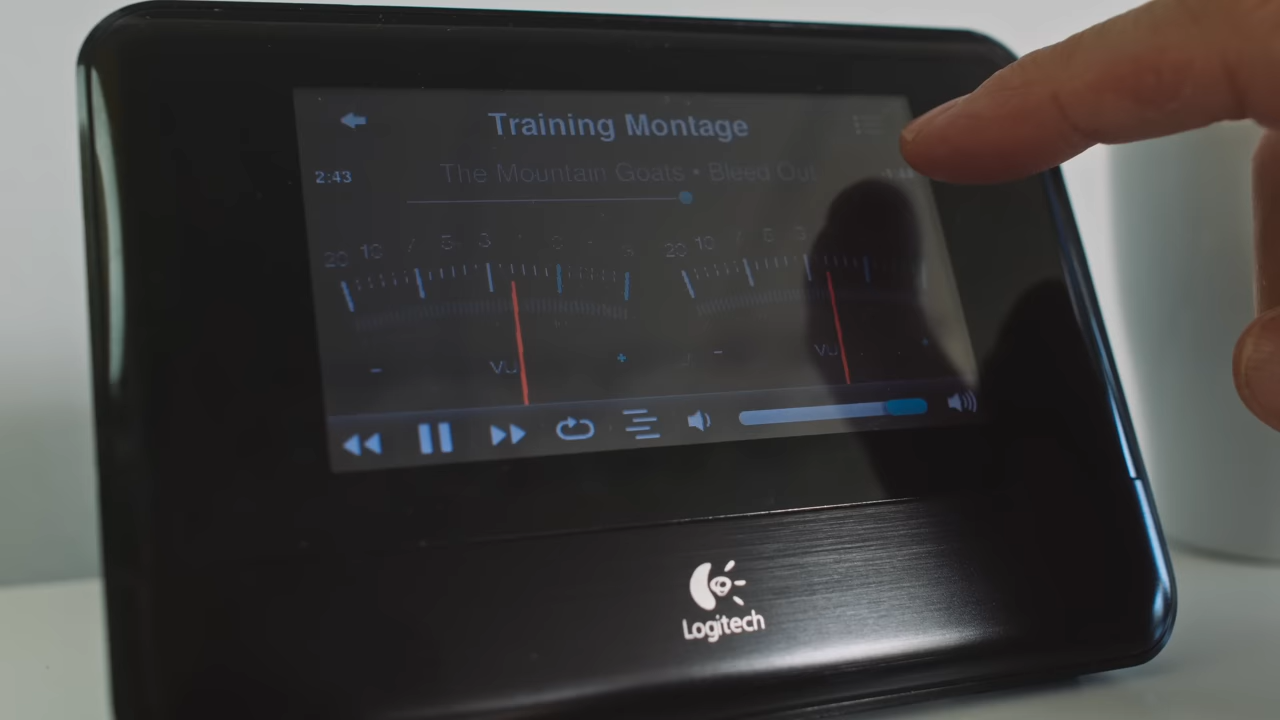 Training Montage
2:43
The Mountain Goats • Bleed Out
20 10 7 5 3 1 0 1 3
20 10 7 5 3
- VU +
- VU +
Logitech